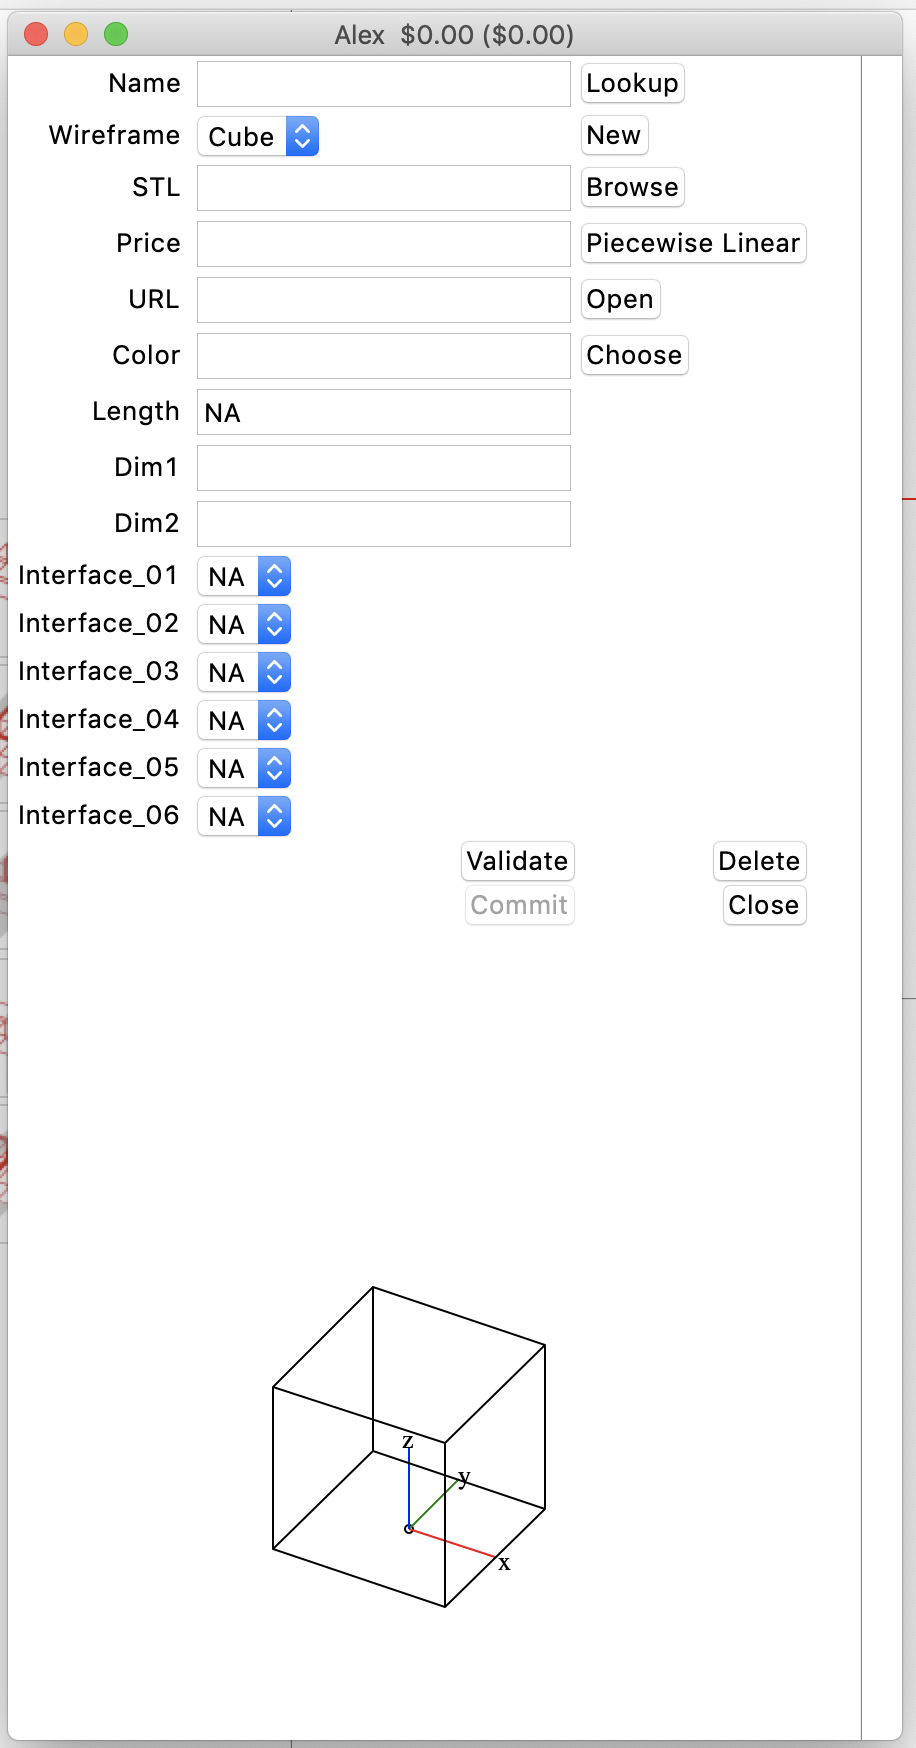 Alex $0.00 ($0.00)
Name Lookup
Wireframe Cube New
STL Browse
Price Piecewise Linear
URL Open
Color Choose
Length NA
Dim1
Dim2
Interface_01 NA
Interface_02 NA
Interface_03 NA
Interface_04 NA
Interface_05 NA
Interface_06 NA
Validate Delete
Commit Close
z
y
x